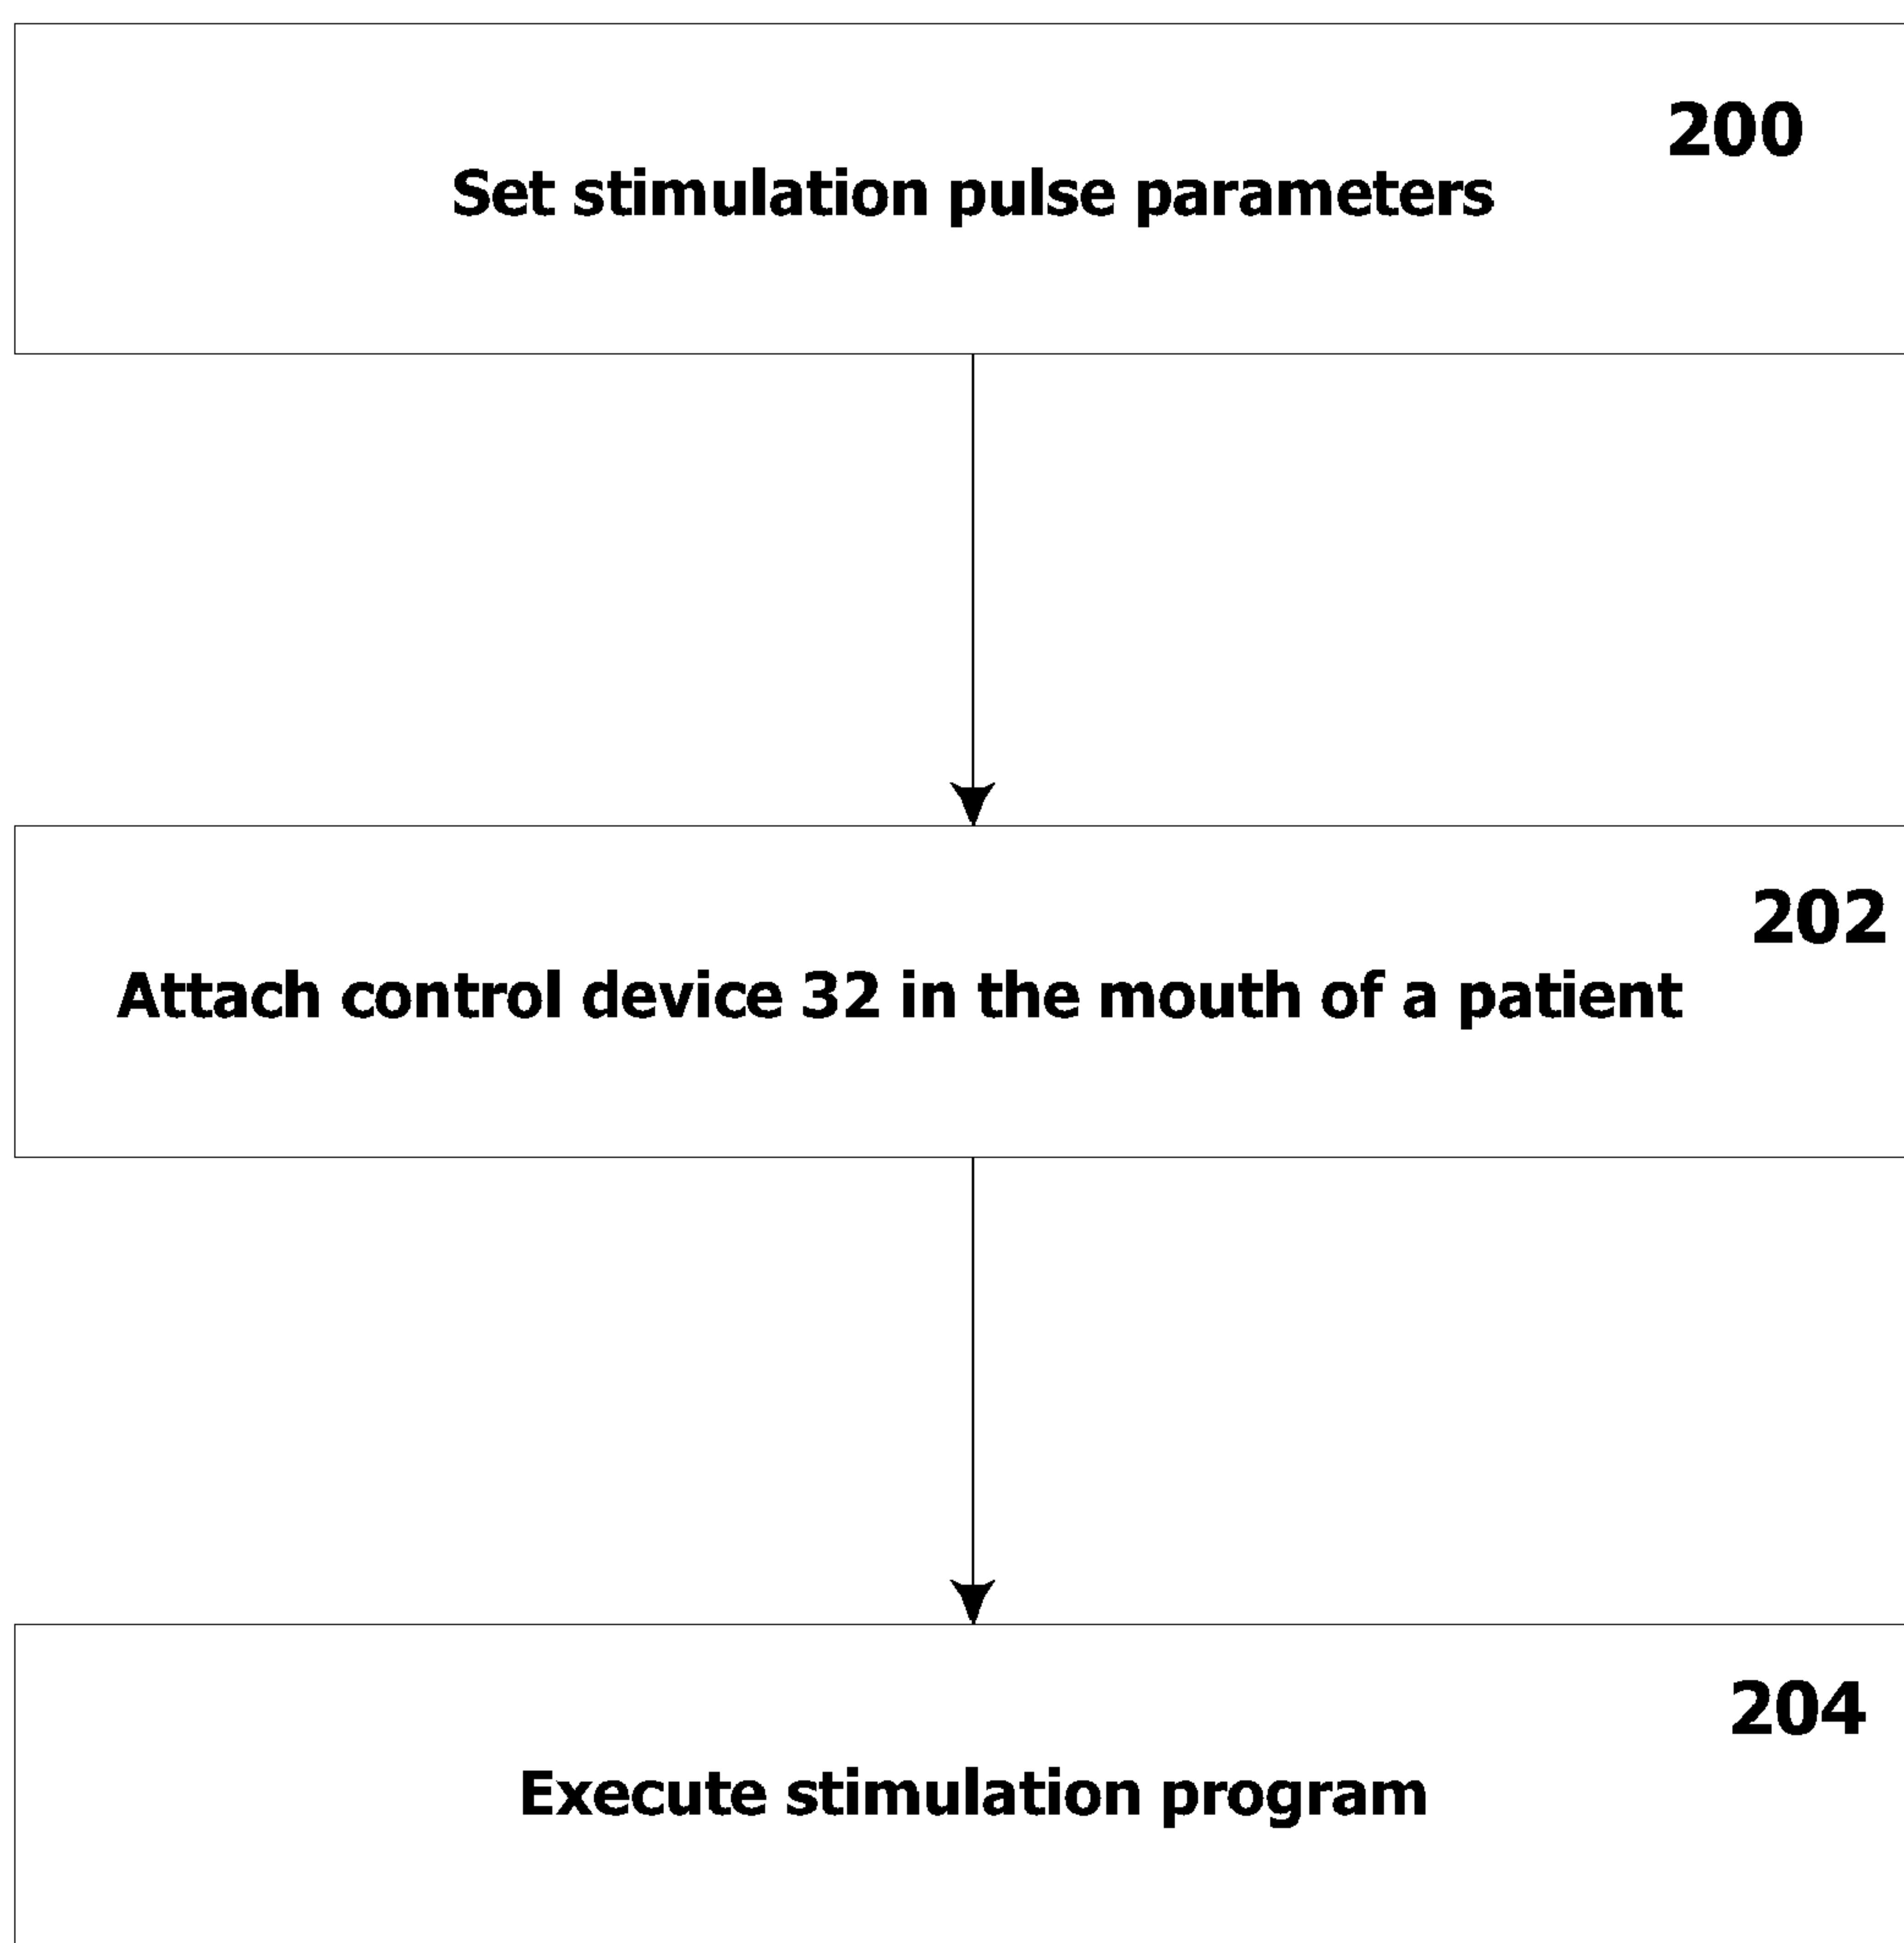 200
Set stimulation pulse parameters
202
Attach control device 32 in the mouth of a patient
204
Execute stimulation program